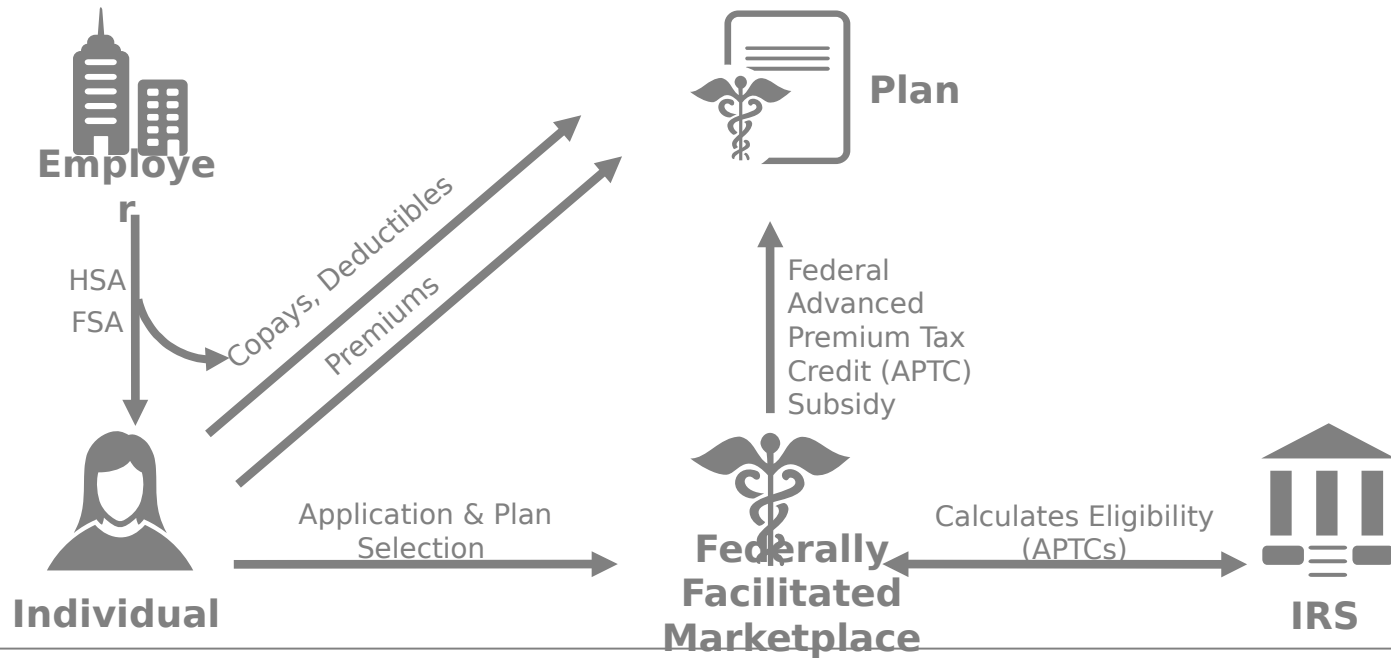 Plan
Employe
r
HSA
FSA
Copays, Deductibles
Premiums
Federal
Advanced
Premium Tax
Credit (APTC)
Subsidy
Application & Plan
Selection
Calculates Eligibility
(APTCs)
Individual
Federally
Facilitated
Marketplace
IRS